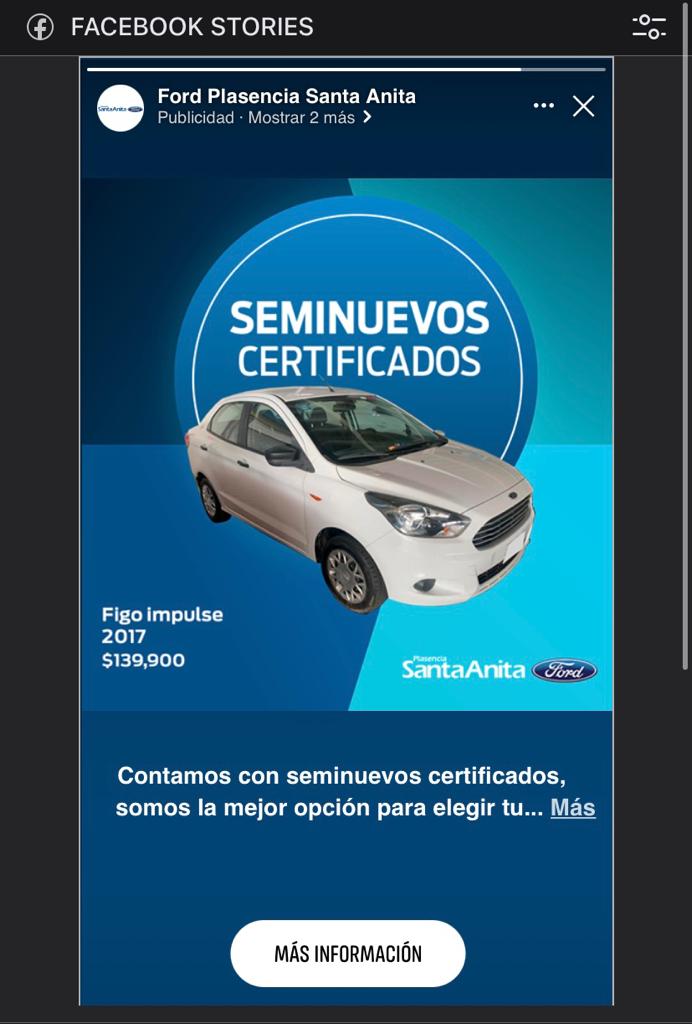 FACEBOOK STORIES
Ford Plasencia Santa Anita
Publicidad · Mostrar 2 más
SEMINUEVOS
CERTIFICADOS
Figo impulse
2017
$139,900
Plasencia
SantaAnita Ford
Contamos con seminuevos certificados,
somos la mejor opción para elegir tu... Más
MÁS INFORMACIÓN